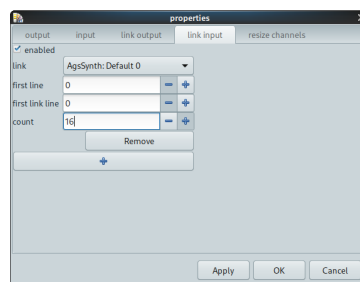 properties
output input link output link input resize channels
enabled
link AgsSynth: Default 0
first line 0
first link line 0
count 16
Remove
Apply OK Cancel